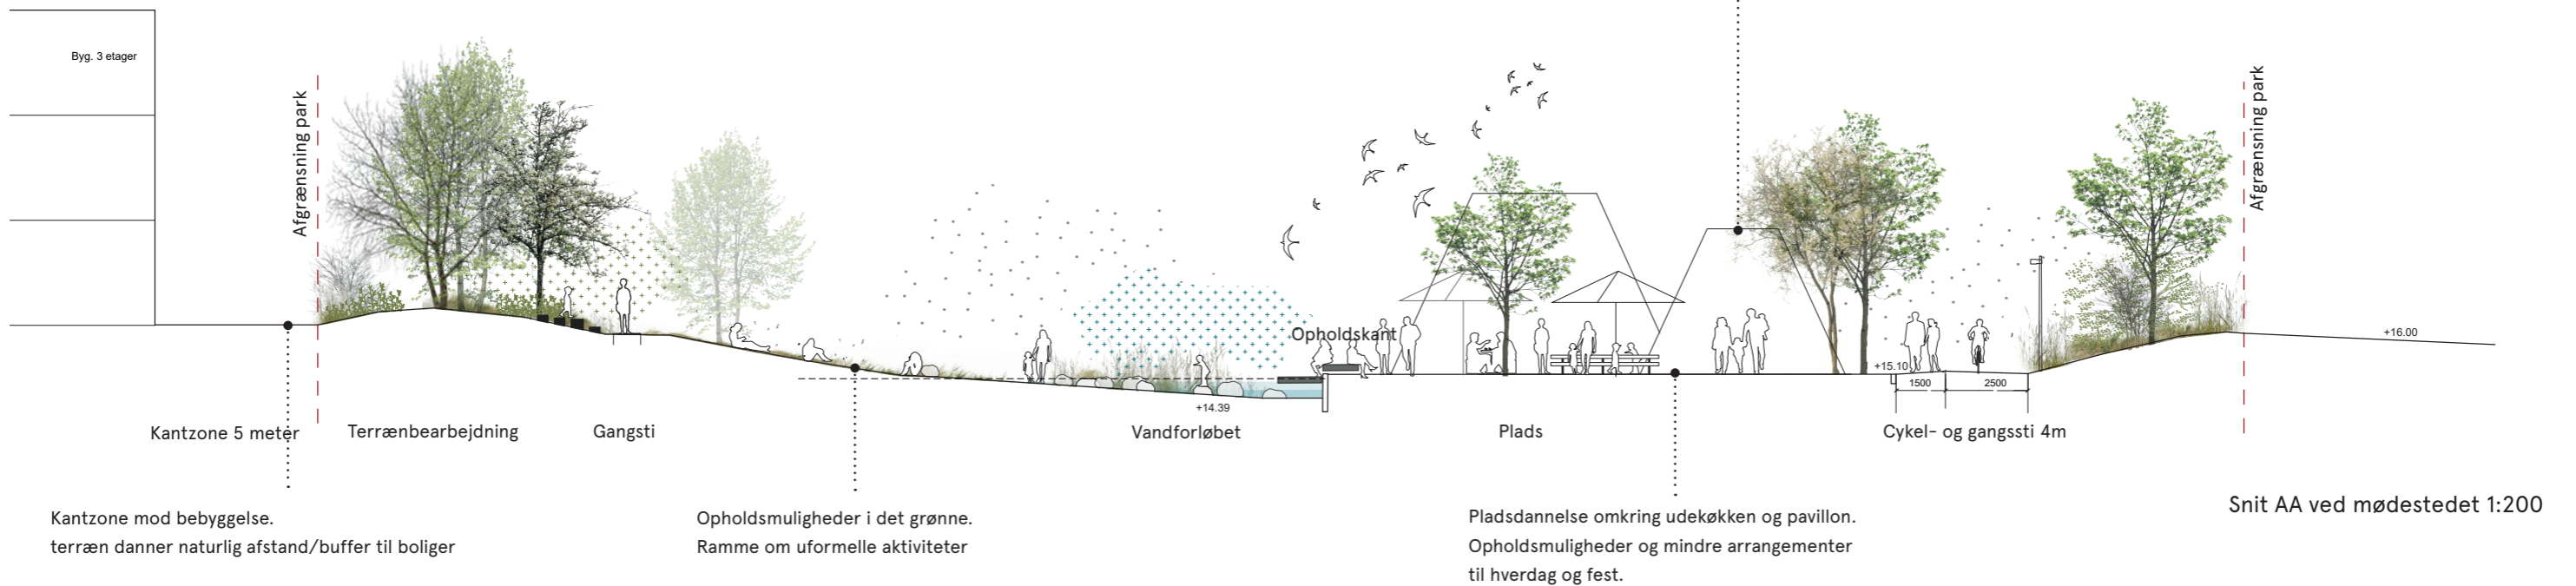 Byg. 3 etager
Afgrænsning park
Afgrænsning park
Opholdskant
+16.00
+15.10
1500
2500
+14.39
Kantzone 5 meter
Terrænbearbejdning
Gangsti
Vandforløbet
Plads
Cykel- og gangssti 4m
Kantzone mod bebyggelse.
terræn danner naturlig afstand/buffer til boliger
Opholdsmuligheder i det grønne.
Ramme om uformelle aktiviteter
Pladsdannelse omkring udekøkken og pavillon.
Opholdsmuligheder og mindre arrangementer
til hverdag og fest.
Snit AA ved mødestedet 1:200